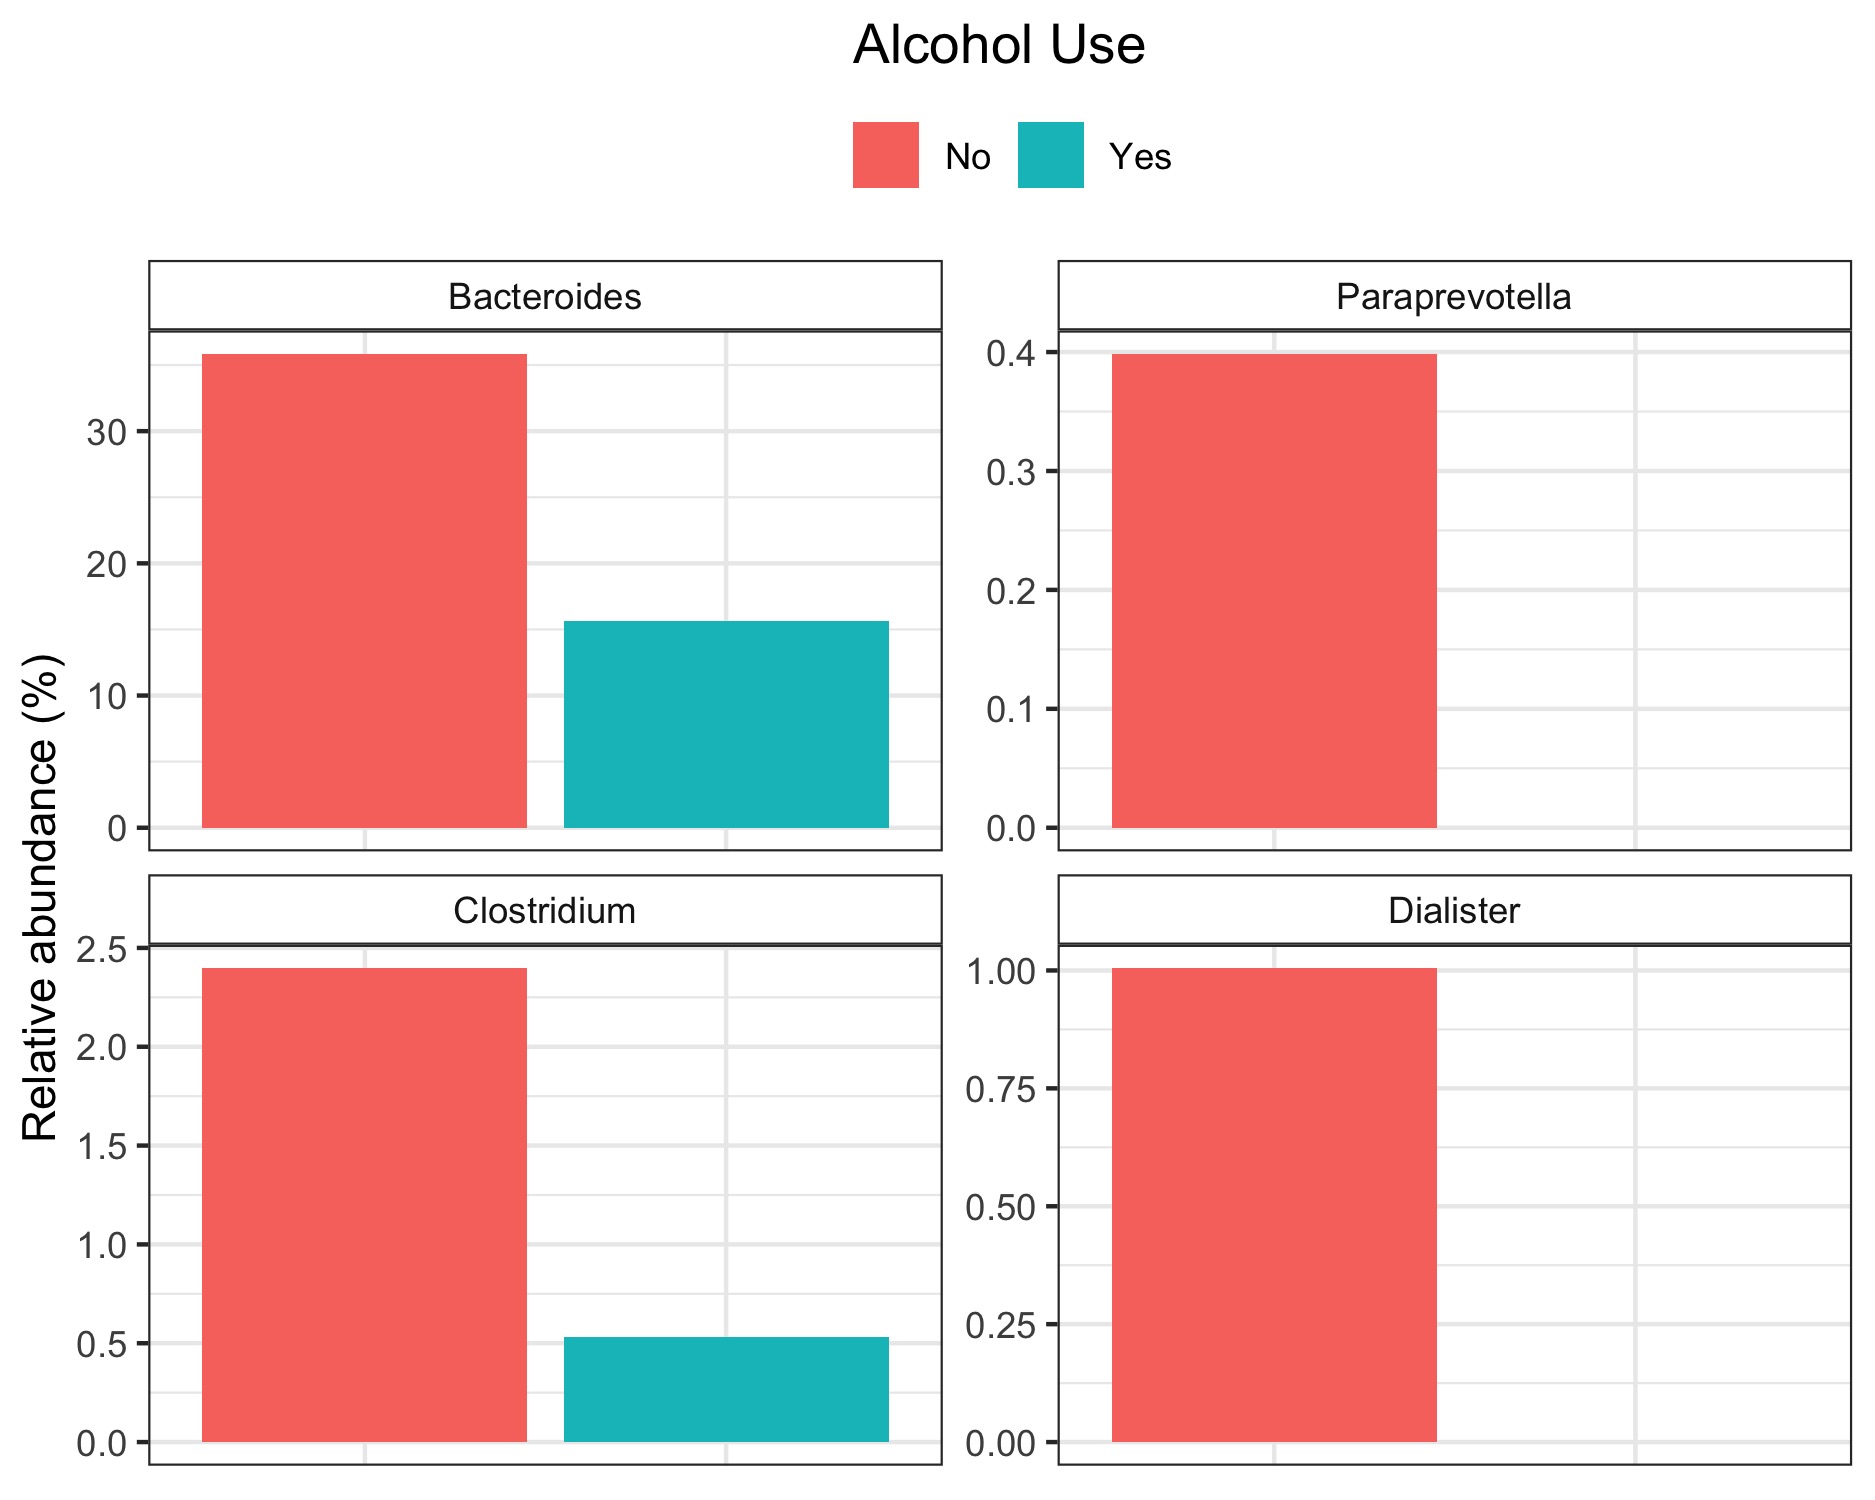 Alcohol Use
No Yes
Relative abundance (%)
Bacteroides
30
20
10
0
Paraprevotella
0.4
0.3
0.2
0.1
0.0
Clostridium
2.5
2.0
1.5
1.0
0.5
0.0
Dialister
1.00
0.75
0.50
0.25
0.00